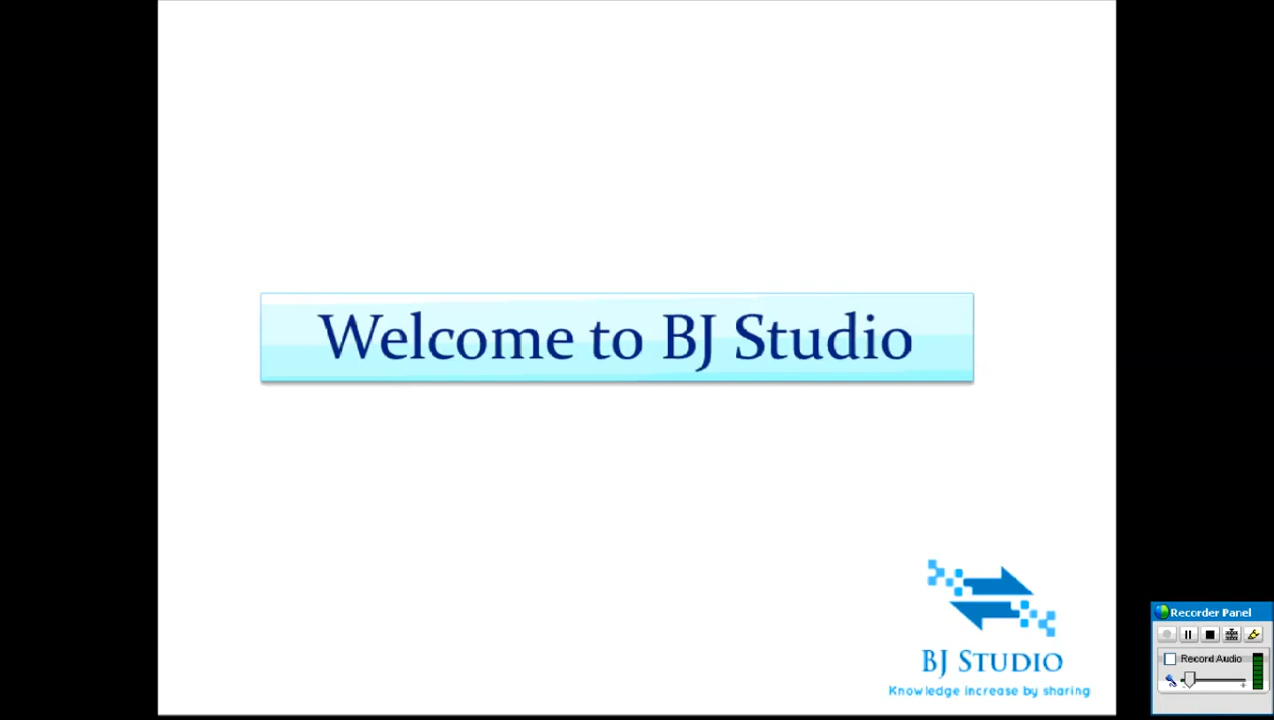 Welcome to BJ Studio
BJ STUDIO
Knowledge increase by sharing
Recorder Panel
Record Audio